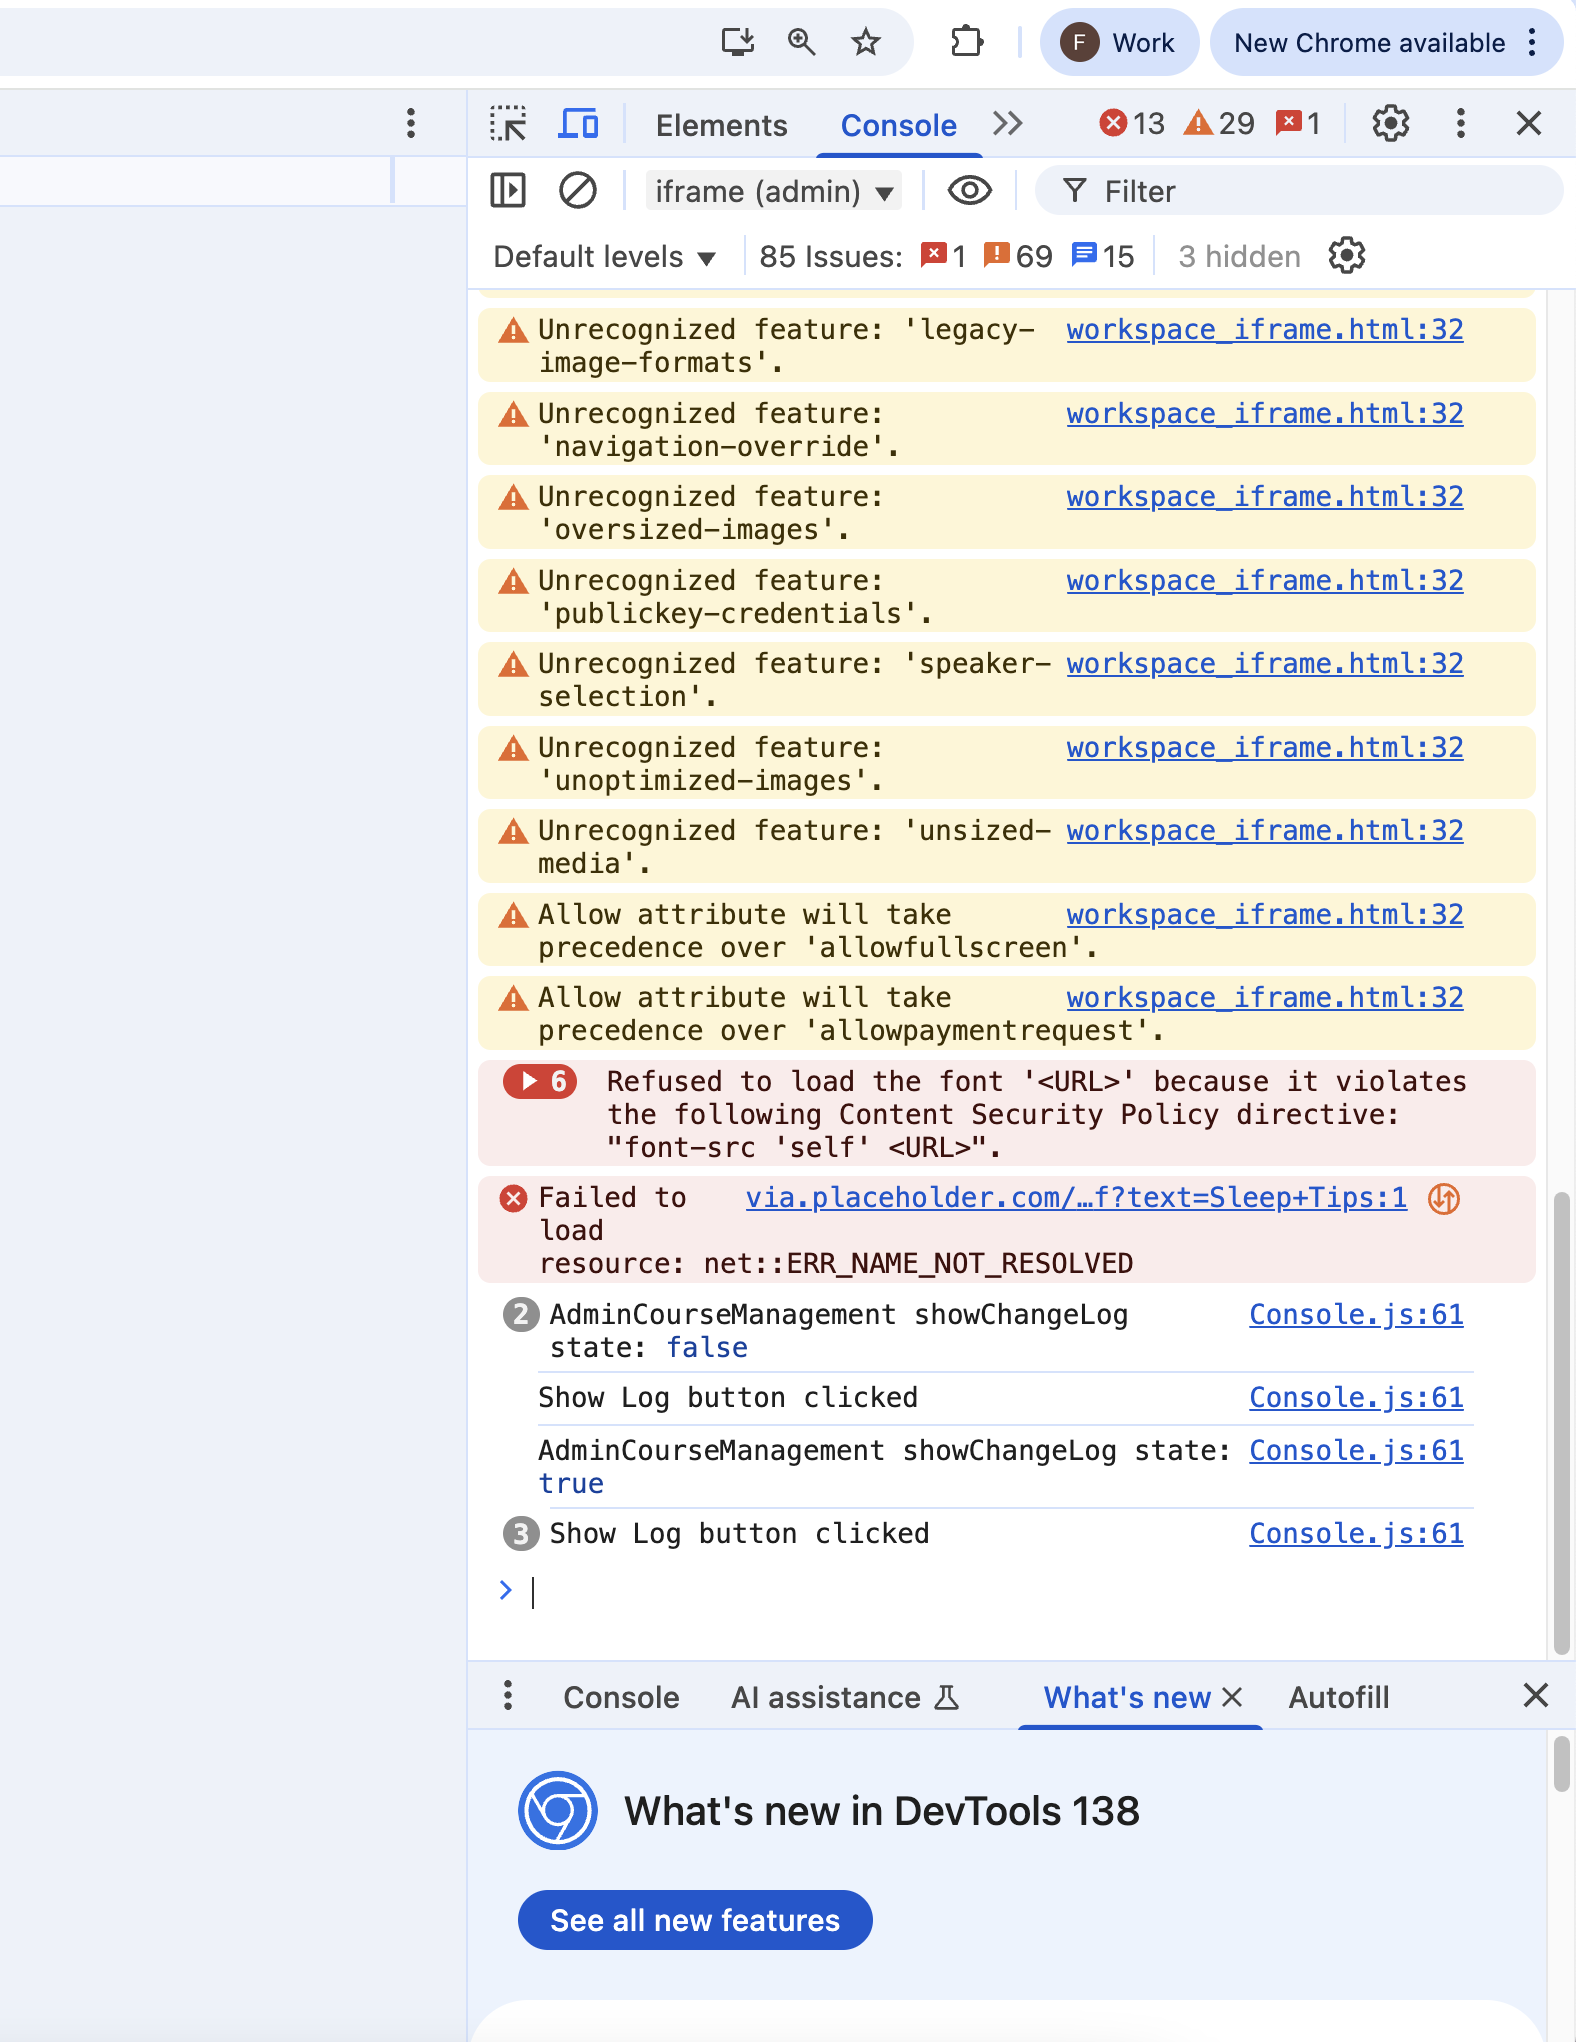 F Work New Chrome available
Elements Console 13 29 1
iframe (admin) Filter
Default levels 85 Issues: 1 69 15 3 hidden
Unrecognized feature: 'legacy- workspace_iframe.html:32
image-formats'.
Unrecognized feature: workspace_iframe.html:32
'navigation-override'.
Unrecognized feature: workspace_iframe.html:32
'oversized-images'.
Unrecognized feature: workspace_iframe.html:32
'publickey-credentials'.
Unrecognized feature: 'speaker- workspace_iframe.html:32
selection'.
Unrecognized feature: workspace_iframe.html:32
'unoptimized-images'.
Unrecognized feature: 'unsized- workspace_iframe.html:32
media'.
Allow attribute will take workspace_iframe.html:32
precedence over 'allowfullscreen'.
Allow attribute will take workspace_iframe.html:32
precedence over 'allowpaymentrequest'.
6 Refused to load the font '<URL>' because it violates
the following Content Security Policy directive:
"font-src 'self' <URL>".
Failed to via.placeholder.com/…f?text=Sleep+Tips:1
load
resource: net::ERR_NAME_NOT_RESOLVED
2 AdminCourseManagement showChangeLog Console.js:61
state: false
Show Log button clicked Console.js:61
AdminCourseManagement showChangeLog state: Console.js:61
true
3 Show Log button clicked Console.js:61
Console AI assistance What's new Autofill
What's new in DevTools 138
See all new features